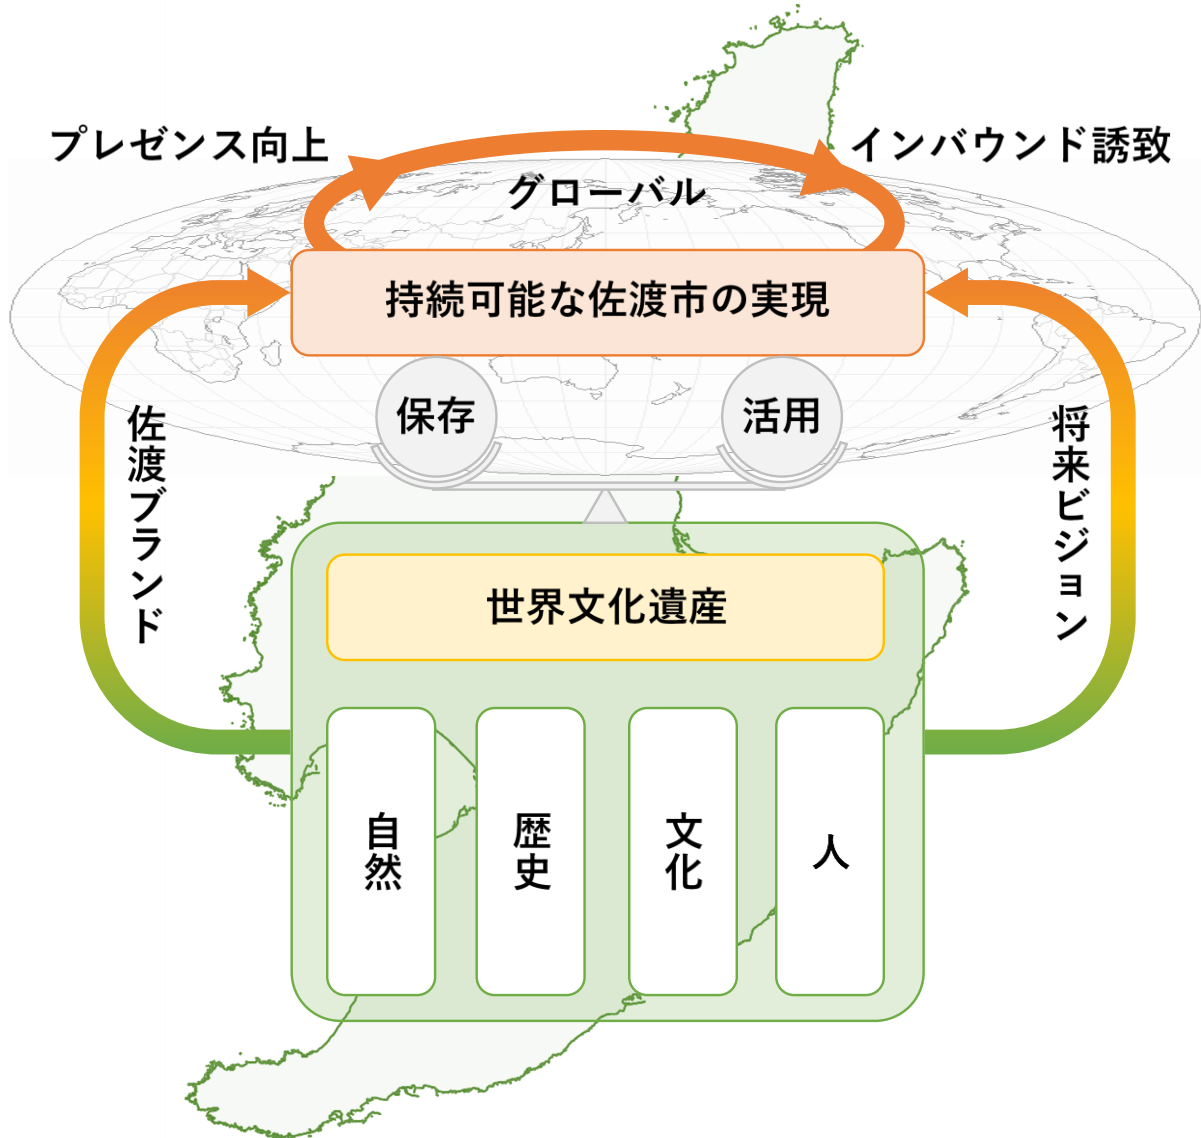 プレゼンス向上
インバウンド誘致
グローバル
持続可能な佐渡市の実現
保存
活用
佐渡ブランド
将来ビジョン
世界文化遺産
自然
歴史
文化
人